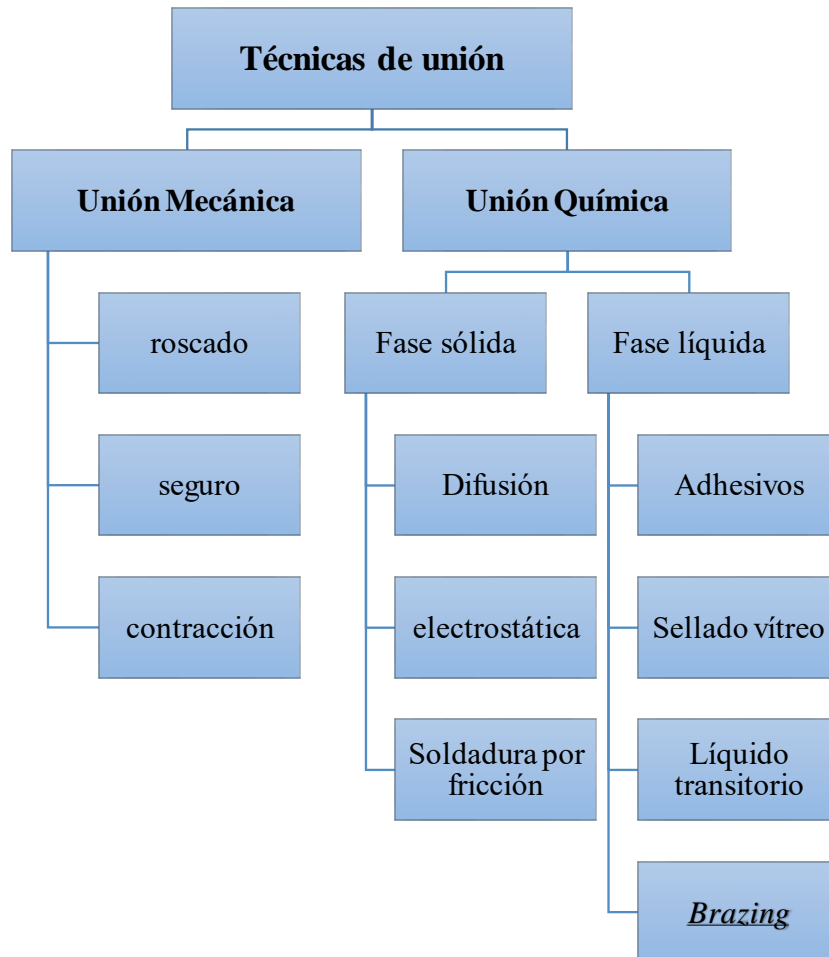 Técnicas de unión
Unión Mecánica
roscado
seguro
contracción
Unión Química
Fase sólida
Difusión
electrostática
Soldadura por
fricción
Fase líquida
Adhesivos
Sellado vítreo
Líquido
transitorio
Brazing